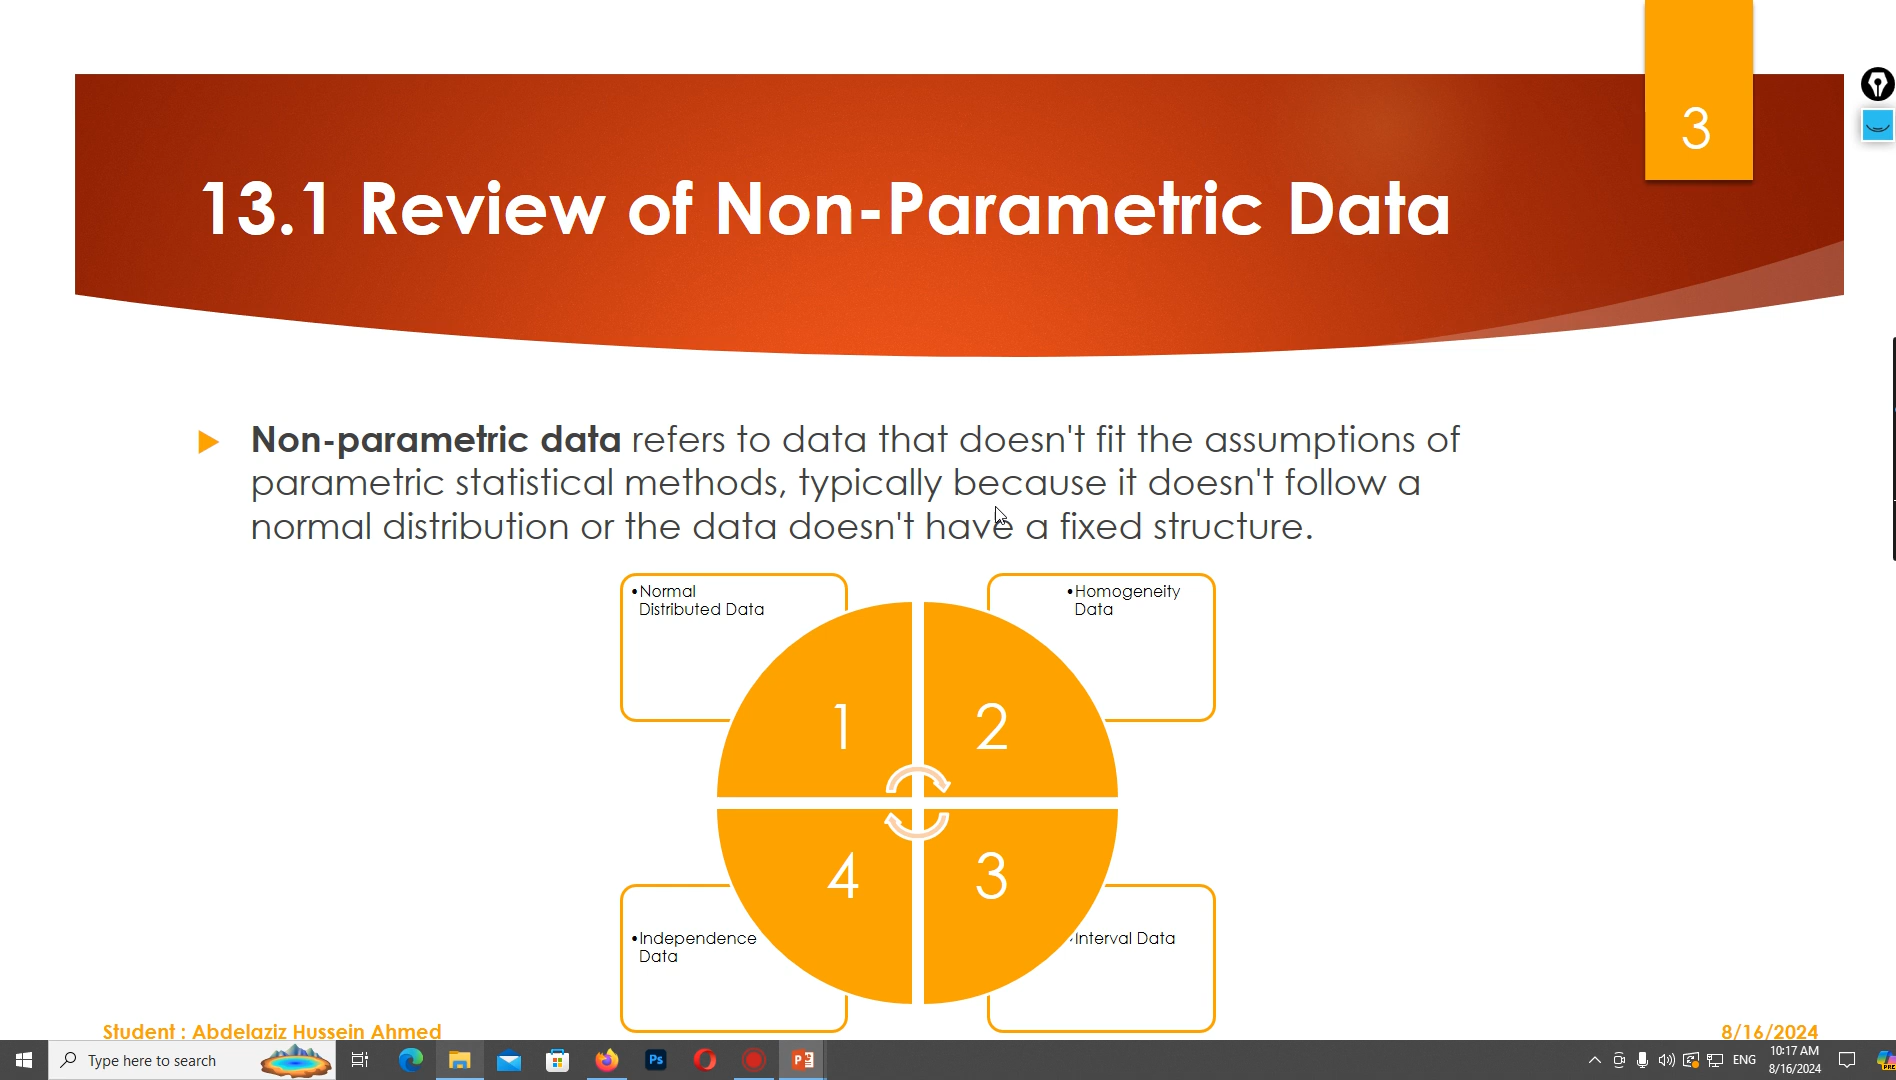 3
13.1 Review of Non-Parametric Data
Non-parametric data refers to data that doesn't fit the assumptions of
parametric statistical methods, typically because it doesn't follow a
normal distribution or the data doesn't have a fixed structure.
•Normal
Distributed Data
•Homogeneity
Data
1
2
4
3
•Independence
Data
•Interval Data
Student : Abdelaziz Hussein Ahmed
8/16/2024
Type here to search
Ps
P
ENG
10:17 AM
8/16/2024
PRE